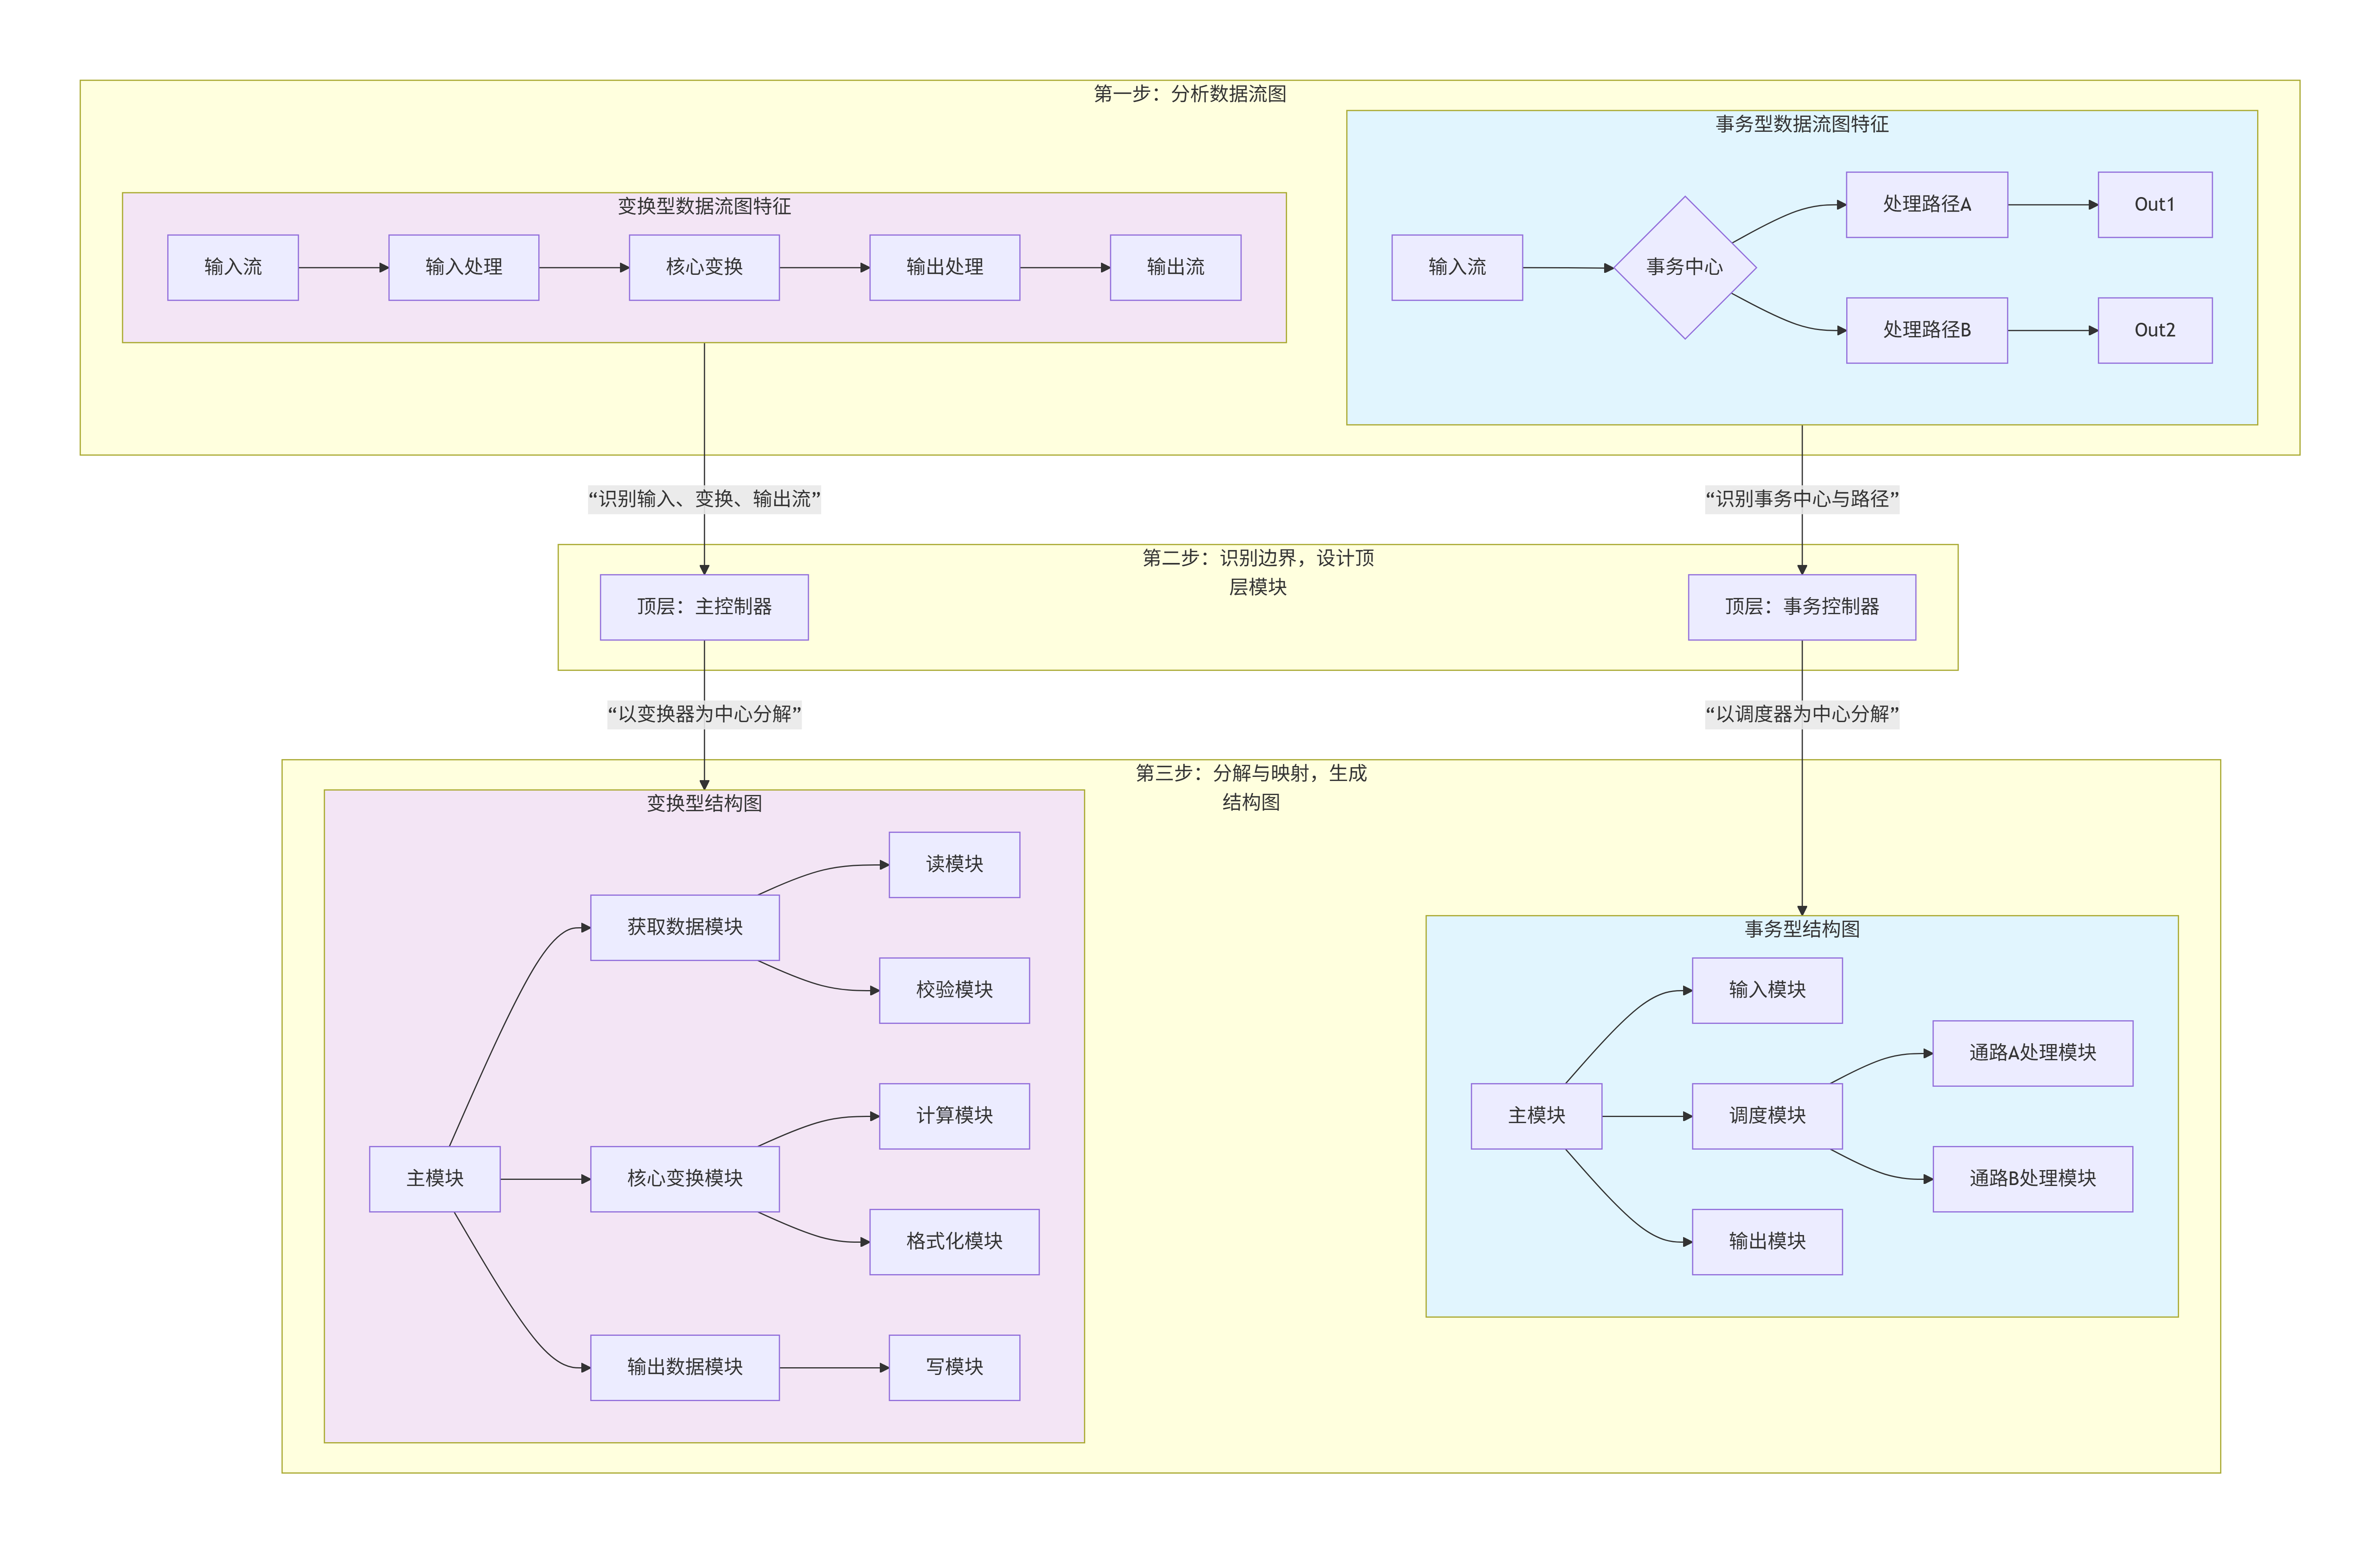 第一步：分析数据流图
变换型数据流图特征
输入流
输入处理
核心变换
输出处理
输出流
事务型数据流图特征
输入流
事务中心
处理路径A
Out1
处理路径B
Out2
“识别输入、变换、输出流”
“识别事务中心与路径”
第二步：识别边界，设计顶
层模块
顶层：主控制器
顶层：事务控制器
“以变换器为中心分解”
“以调度器为中心分解”
第三步：分解与映射，生成
结构图
变换型结构图
主模块
获取数据模块
读模块
校验模块
核心变换模块
计算模块
格式化模块
输出数据模块
写模块
事务型结构图
主模块
输入模块
调度模块
通路A处理模块
通路B处理模块
输出模块